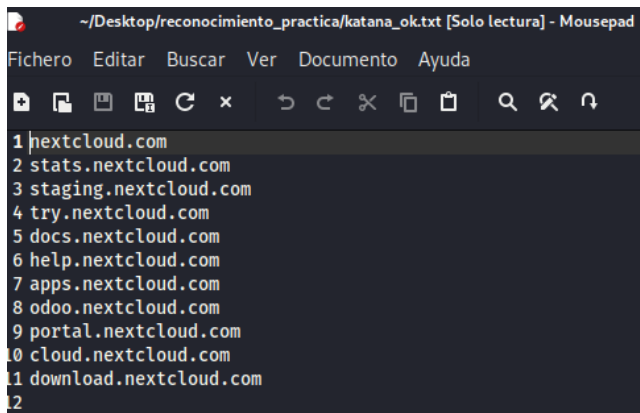 ~/Desktop/reconocimiento_practica/katana_ok.txt [Solo lectura] - Mousepad
Fichero Editar Buscar Ver Documento Ayuda
1 nextcloud.com
2 stats.nextcloud.com
3 staging.nextcloud.com
4 try.nextcloud.com
5 docs.nextcloud.com
6 help.nextcloud.com
7 apps.nextcloud.com
8 odoo.nextcloud.com
9 portal.nextcloud.com
10 cloud.nextcloud.com
11 download.nextcloud.com
12